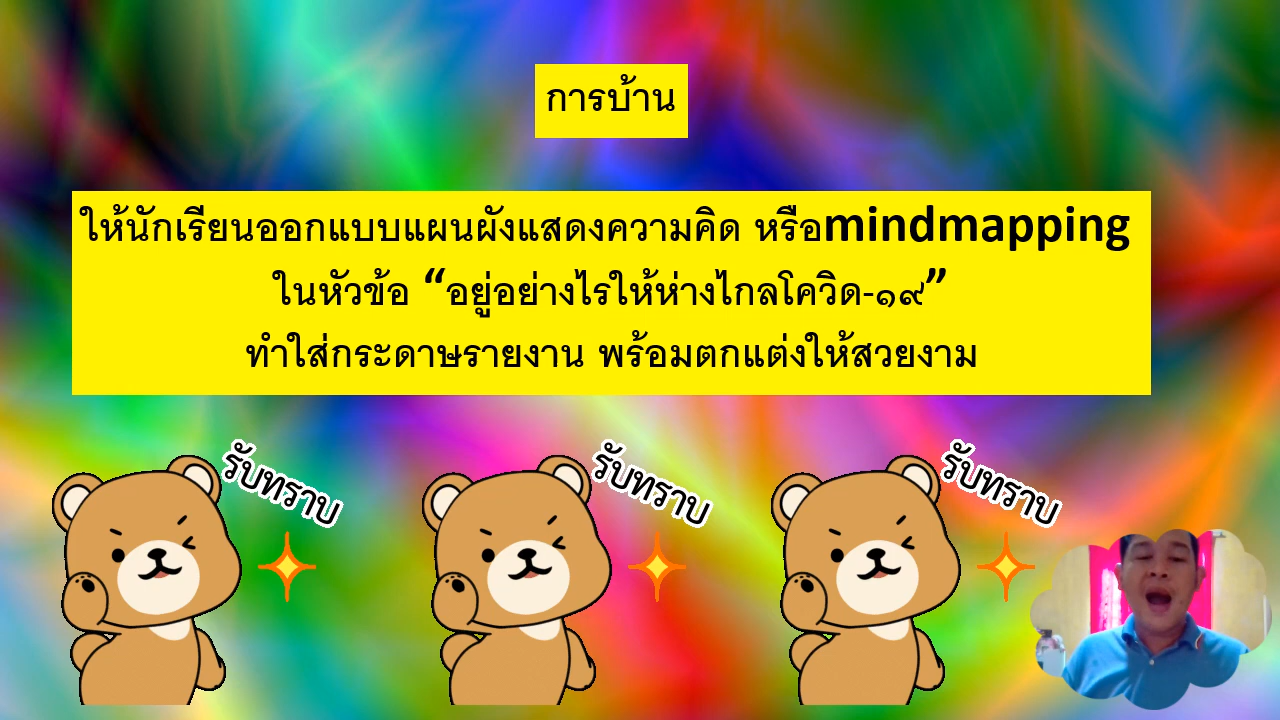 การบ้าน
ให้นักเรียนออกแบบแผนผังแสดงความคิด หรือmindmapping
ในหัวข้อ “อยู่อย่างไรให้ห่างไกลโควิด-๑๙”
ทำใส่กระดาษรายงาน พร้อมตกแต่งให้สวยงาม
รับทราบ
รับทราบ
รับทราบ